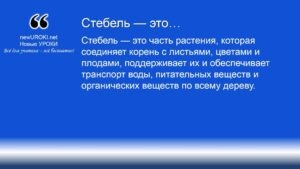 Стебель — это…
newUROKI.net
Новые УРОКИ
Всё для учителя – всё бесплатно!
Стебель — это часть растения, которая
соединяет корень с листьями, цветами и
плодами, поддерживает их и обеспечивает
транспорт воды, питательных веществ и
органических веществ по всему дереву.